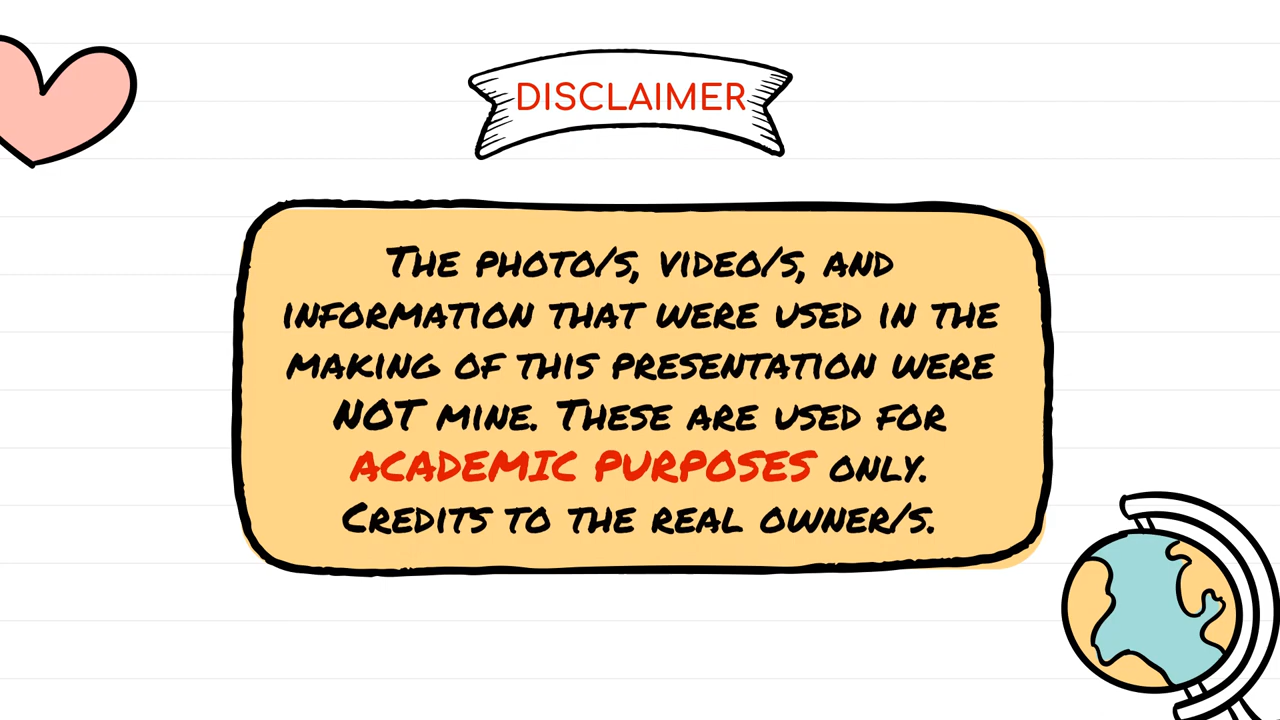 DISCLAIMER
The photo/s, video/s, and
information that were used in the
making of this presentation were
NOT mine. These are used for
ACADEMIC PURPOSES only.
Credits to the real owner/s.